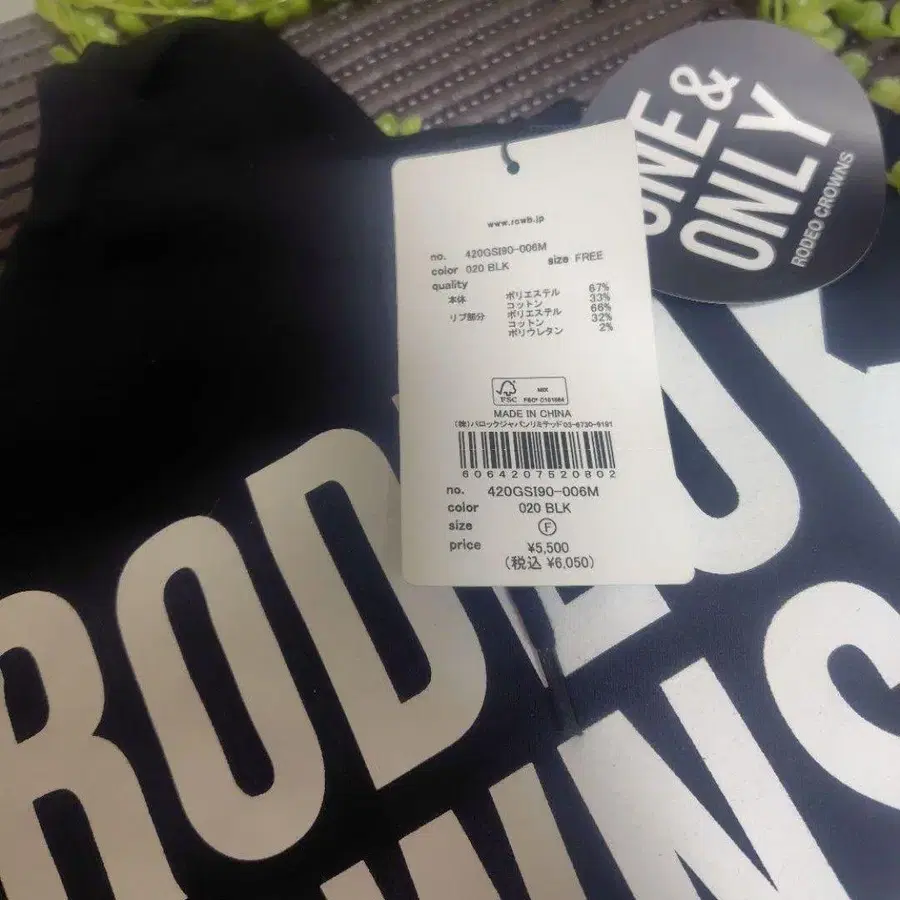 ONE &
ONLY
RODEO CROWNS
www.rcwb.jp
no. 420GSI90-006M
color 020 BLK size FREE
quality
本体 ポリエステル 67%
コットン 33%
リブ部分 ポリエステル 66%
コットン 32%
ポリウレタン 2%
FSC
MIX
MADE IN CHINA
(株)バロックジャパンリミテッド03-6730-9191
6064207520802
no. 420GSI90-006M
color 020 BLK
size F
price ¥5,500
(税込 ¥6,050)
RODEO
WNS